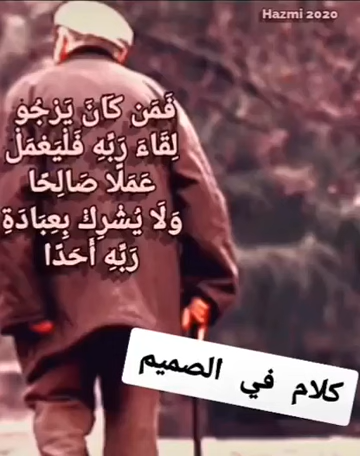 Hazmi 2020
فَمَن كَانَ يَرْجُو
لِقَاءَ رَبِّهِ فَلْيَعْمَلْ
عَمَلًا صَالِحًا
وَلَا يُشْرِكْ بِعِبَادَةِ
رَبِّهِ أَحَدًا
كلام في الصميم